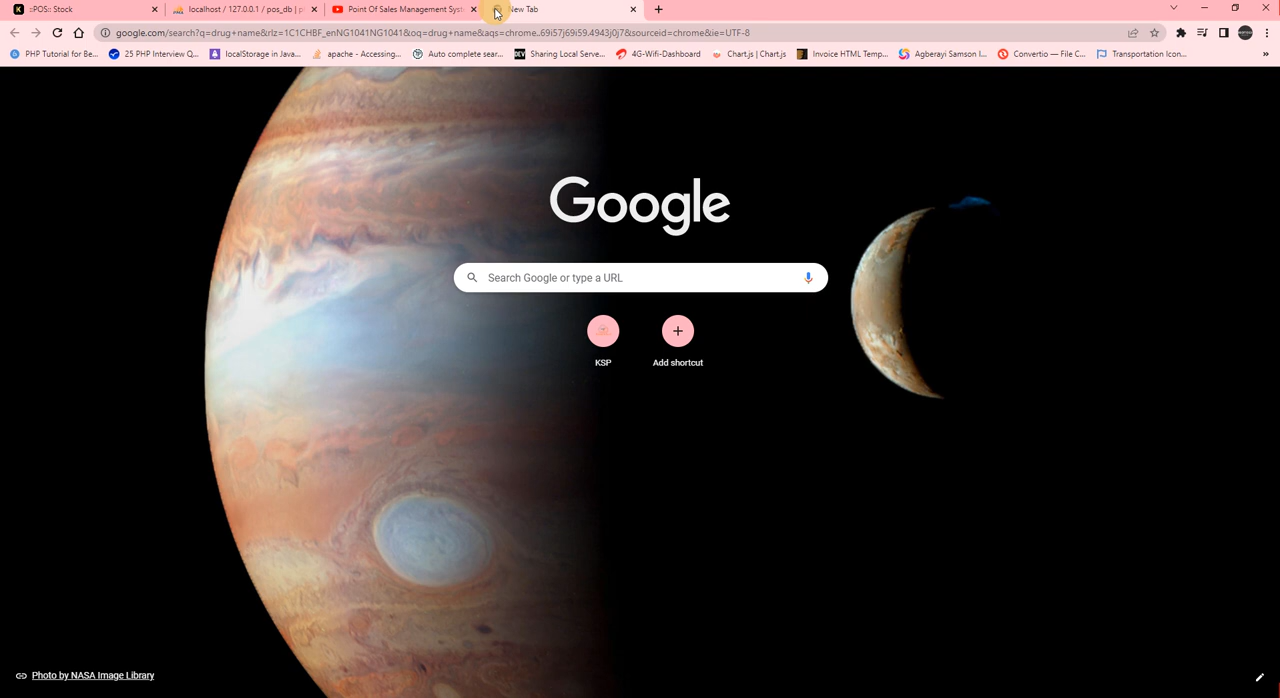 ::POS:: Stock
localhost / 127.0.0.1 / pos_db | p
Point Of Sales Management Syst
New Tab
google.com/search?q=drug+name&rlz=1C1CHBF_enNG1041NG1041&oq=drug+name&aqs=chrome..69i57j69i59.4943j0j7&sourceid=chrome&ie=UTF-8
PHP Tutorial for Be...
25 PHP Interview Q...
localStorage in Java...
apache - Accessing...
Auto complete sear...
DEV
Sharing Local Serve...
4G-Wifi-Dashboard
Chart.js | Chart.js
Invoice HTML Temp...
Agberayi Samson I...
Convertio — File C...
Transportation Icon...
»
Google
Search Google or type a URL
KSP
Add shortcut
Photo by NASA Image Library